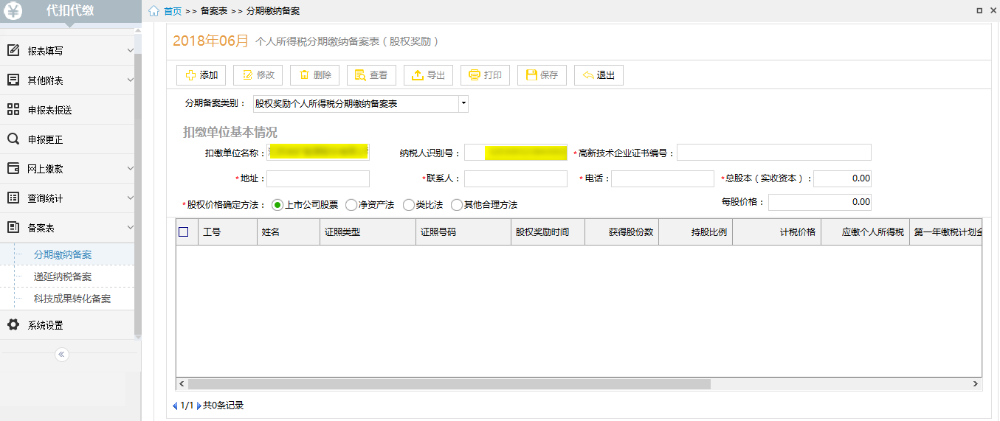 代扣代缴
首页 >> 备案表 >> 分期缴纳备案
报表填写
其他附表
申报表报送
申报更正
网上缴款
查询统计
备案表
分期缴纳备案
递延纳税备案
科技成果转化备案
系统设置
2018年06月 个人所得税分期缴纳备案表（股权奖励）
添加 修改 删除 查看 导出 打印 保存 退出
分期备案类别： 股权奖励个人所得税分期缴纳备案表
扣缴单位基本情况
扣缴单位名称： 纳税人识别号： *高新技术企业证书编号：
*地址： *联系人： *电话： *总股本（实收资本）： 0.00
*股权价格确定方法： 上市公司股票 净资产法 类比法 其他合理方法 每股价格： 0.00
工号 姓名 证照类型 证照号码 股权奖励时间 获得股份数 持股比例 计税价格 应缴个人所得税 第一年缴税计划
1/1 共0条记录